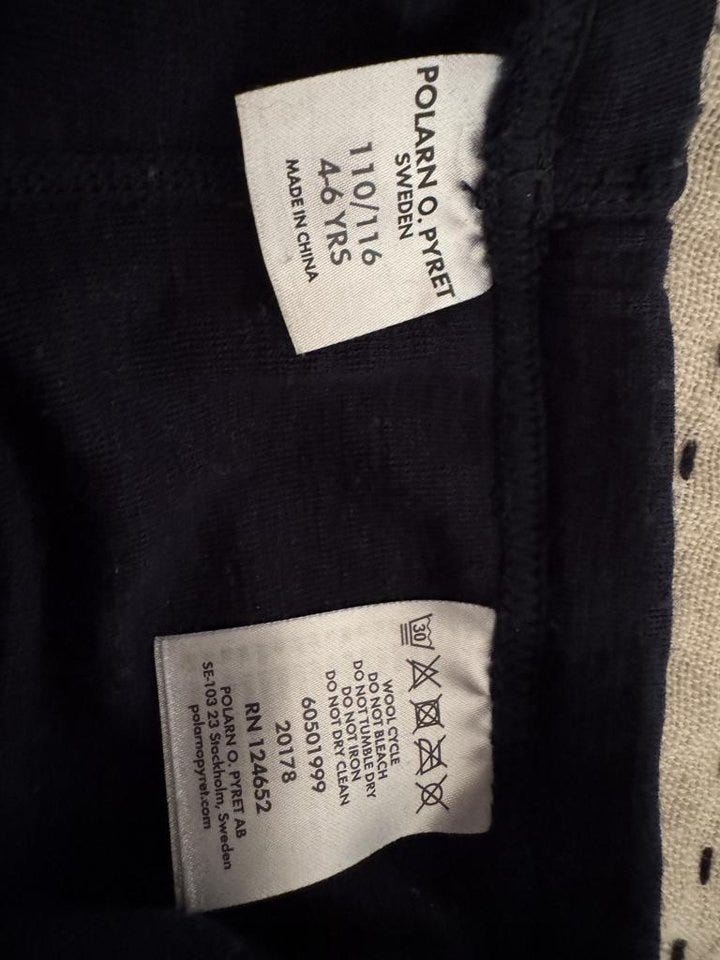 POLARN O. PYRET
SWEDEN
110/116
4-6 YRS
MADE IN CHINA
30
WOOL CYCLE
DO NOT BLEACH
DO NOT TUMBLE DRY
DO NOT IRON
DO NOT DRY CLEAN
60501999
20178
RN 124652
POLARN O. PYRET AB
SE-103 23 Stockholm, Sweden
polarnopyret.com